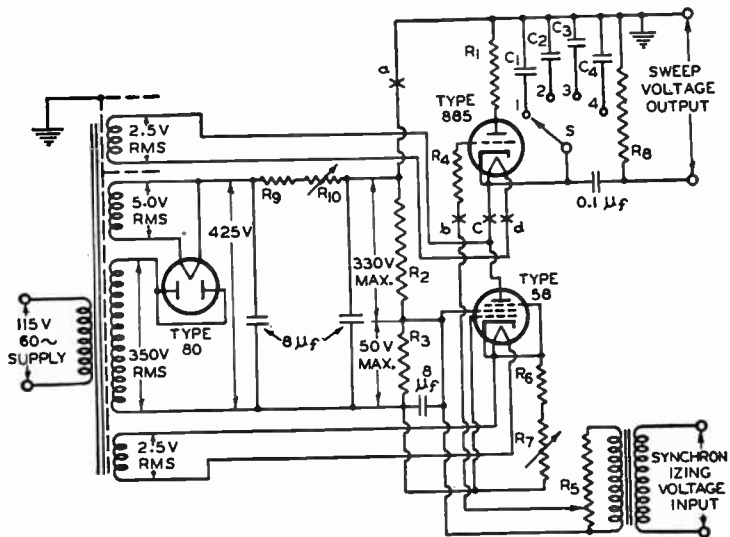 a
R1
C1
C2
C3
C4
1
2
3
4
S
SWEEP
VOLTAGE
OUTPUT
TYPE
885
R4
R8
0.1 μf
b
c
d
2.5V
RMS
5.0V
RMS
425V
R9
R10
R2
330V
MAX.
TYPE
80
8 μf
115 V
60~
SUPPLY
350V
RMS
50V
MAX.
R3
8
μf
TYPE
58
R6
R7
2.5V
RMS
R5
SYNCHRON
IZING
VOLTAGE
INPUT